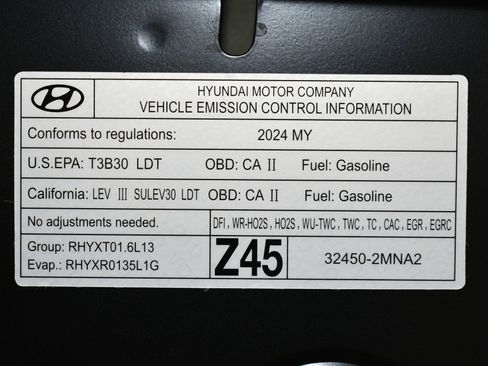 HYUNDAI MOTOR COMPANY
VEHICLE EMISSION CONTROL INFORMATION
Conforms to regulations: 2024 MY
U.S.EPA: T3B30 LDT OBD: CA II Fuel: Gasoline
California: LEV III SULEV30 LDT OBD: CA II Fuel: Gasoline
No adjustments needed. DFI, WR-HO2S, HO2S, WU-TWC, TWC, TC, CAC, EGR, EGRC
Group: RHYXT01.6L13
Evap.: RHYXR0135L1G
Z45
32450-2MNA2